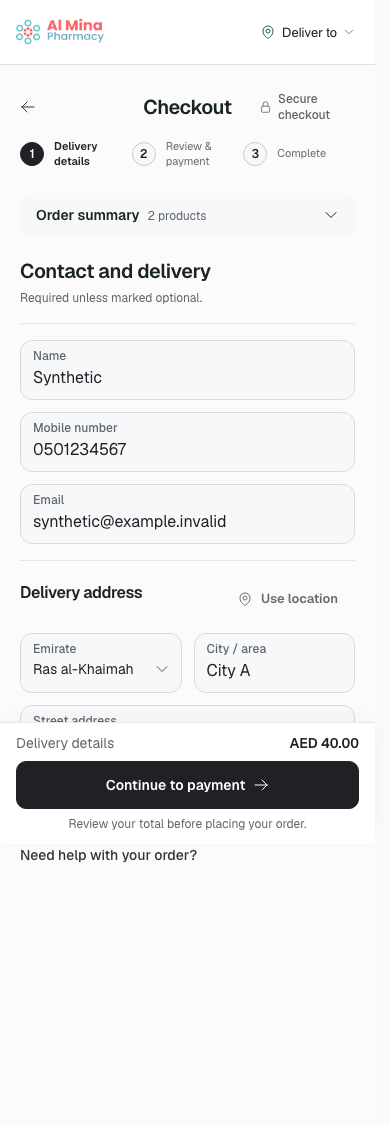 Al Mina
Pharmacy
Deliver to
Checkout
Secure
checkout
1
Delivery
details
2
Review &
payment
3
Complete
Order summary 2 products
Contact and delivery
Required unless marked optional.
Name
Synthetic
Mobile number
0501234567
Email
synthetic@example.invalid
Delivery address
Use location
Emirate
Ras al-Khaimah
City / area
City A
Street address
Delivery details
AED 40.00
Continue to payment
Review your total before placing your order.
Need help with your order?